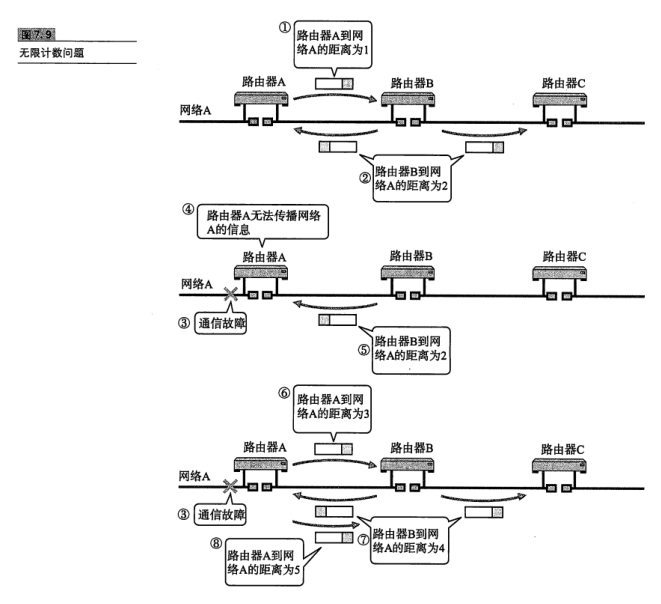 图7.9
无限计数问题
①
路由器A到网
络A的距离为1
路由器A
路由器B
路由器C
网络A
②
路由器B到网
络A的距离为2
④
路由器A无法传播网络
A的信息
路由器A
路由器B
路由器C
网络A
③ 通信故障
⑤
路由器B到网
络A的距离为2
⑥
路由器A到网
络A的距离为3
路由器A
路由器B
路由器C
网络A
③ 通信故障
⑦
路由器B到网
络A的距离为4
⑧
路由器A到网
络A的距离为5